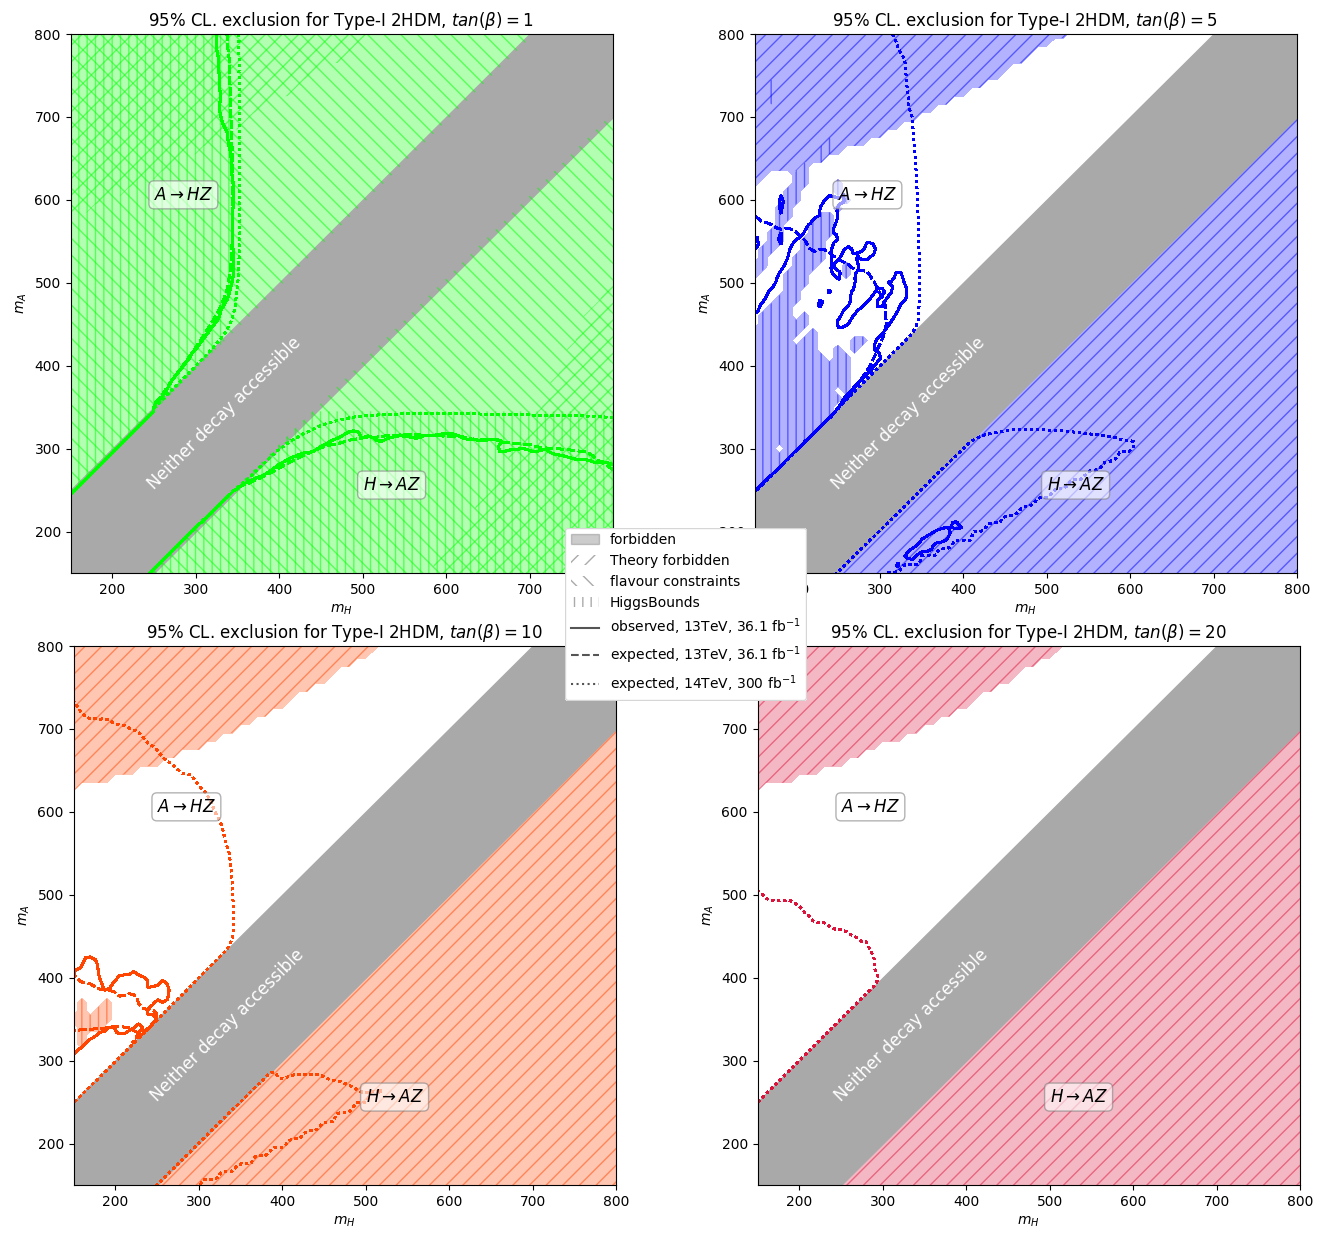 95% CL. exclusion for Type-I 2HDM, tan(β) = 1
800
700
600
500
400
300
200
m_A
A → HZ
H → AZ
Neither decay accessible
200 300 400 500 600 700
m_H
95% CL. exclusion for Type-I 2HDM, tan(β) = 5
800
700
600
500
400
300
m_A
A → HZ
H → AZ
Neither decay accessible
300 400 500 600 700 800
m_H
forbidden
Theory forbidden
flavour constraints
HiggsBounds
observed, 13TeV, 36.1 fb⁻¹
expected, 13TeV, 36.1 fb⁻¹
expected, 14TeV, 300 fb⁻¹
95% CL. exclusion for Type-I 2HDM, tan(β) = 10
800
700
600
500
400
300
200
m_A
A → HZ
H → AZ
Neither decay accessible
200 300 400 500 600 700 800
m_H
95% CL. exclusion for Type-I 2HDM, tan(β) = 20
700
600
500
400
300
200
m_A
A → HZ
H → AZ
Neither decay accessible
200 300 400 500 600 700 800
m_H